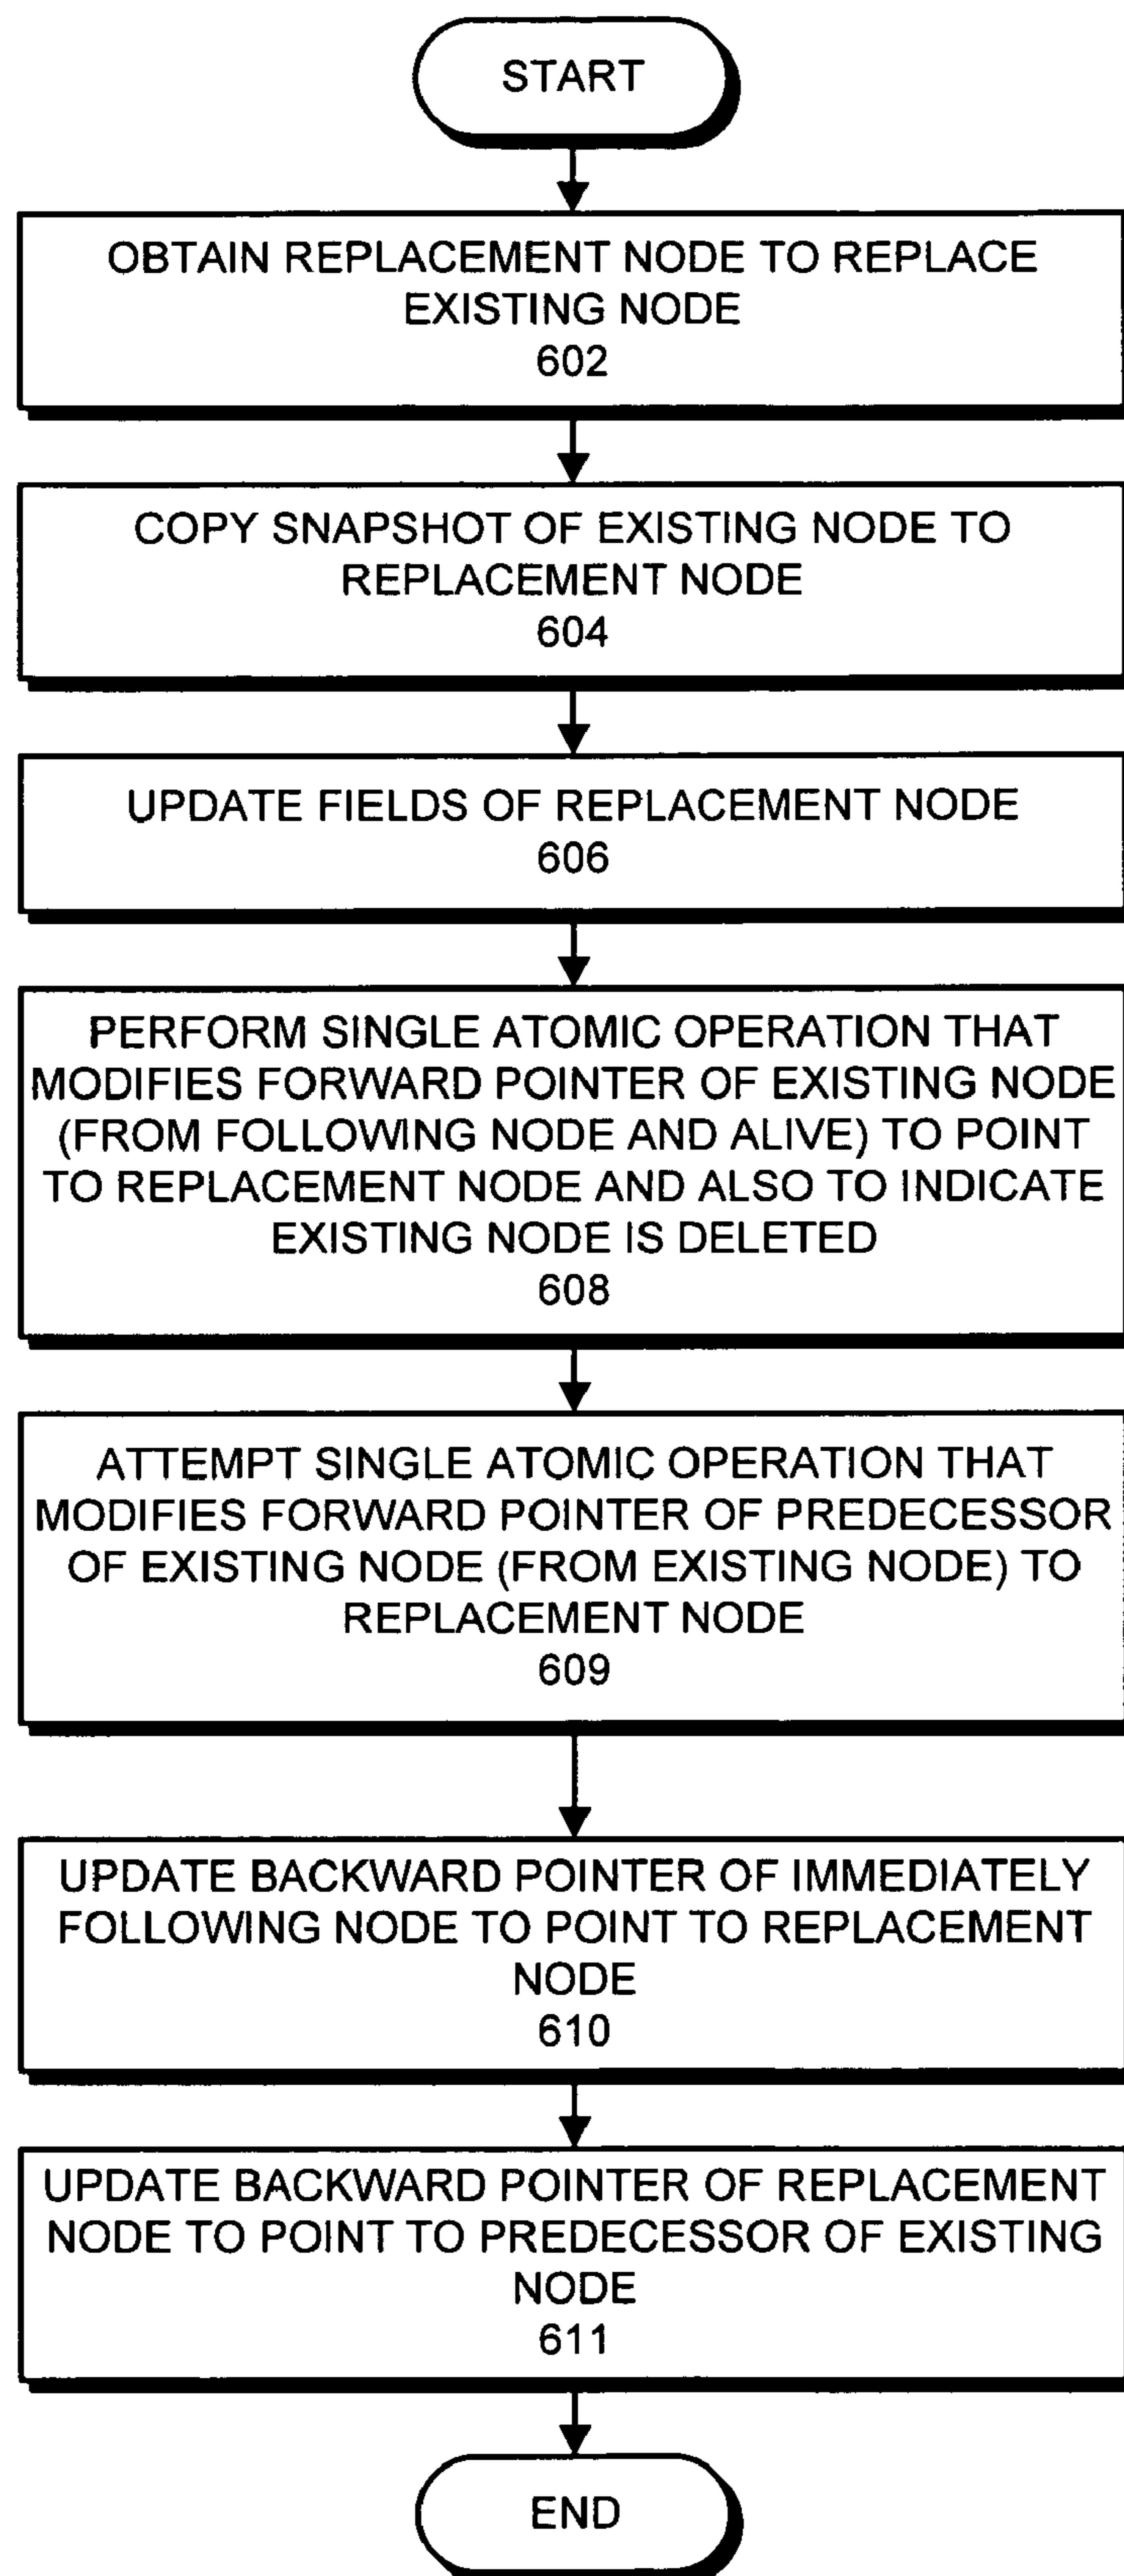 START
OBTAIN REPLACEMENT NODE TO REPLACE
EXISTING NODE
602
COPY SNAPSHOT OF EXISTING NODE TO
REPLACEMENT NODE
604
UPDATE FIELDS OF REPLACEMENT NODE
606
PERFORM SINGLE ATOMIC OPERATION THAT
MODIFIES FORWARD POINTER OF EXISTING NODE
(FROM FOLLOWING NODE AND ALIVE) TO POINT
TO REPLACEMENT NODE AND ALSO TO INDICATE
EXISTING NODE IS DELETED
608
ATTEMPT SINGLE ATOMIC OPERATION THAT
MODIFIES FORWARD POINTER OF PREDECESSOR
OF EXISTING NODE (FROM EXISTING NODE) TO
REPLACEMENT NODE
609
UPDATE BACKWARD POINTER OF IMMEDIATELY
FOLLOWING NODE TO POINT TO REPLACEMENT
NODE
610
UPDATE BACKWARD POINTER OF REPLACEMENT
NODE TO POINT TO PREDECESSOR OF EXISTING
NODE
611
END